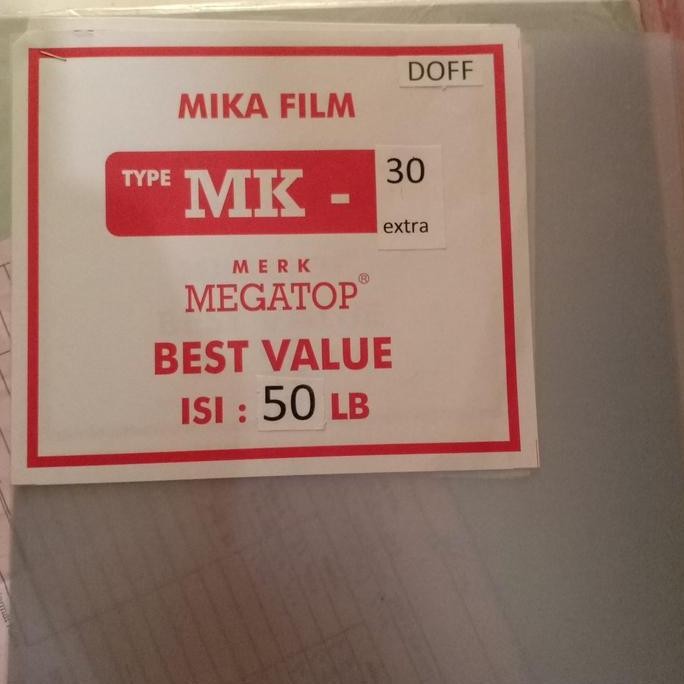 DOFF
MIKA FILM
TYPE MK - 30
extra
MERK
MEGATOP®
BEST VALUE
ISI : 50 LB